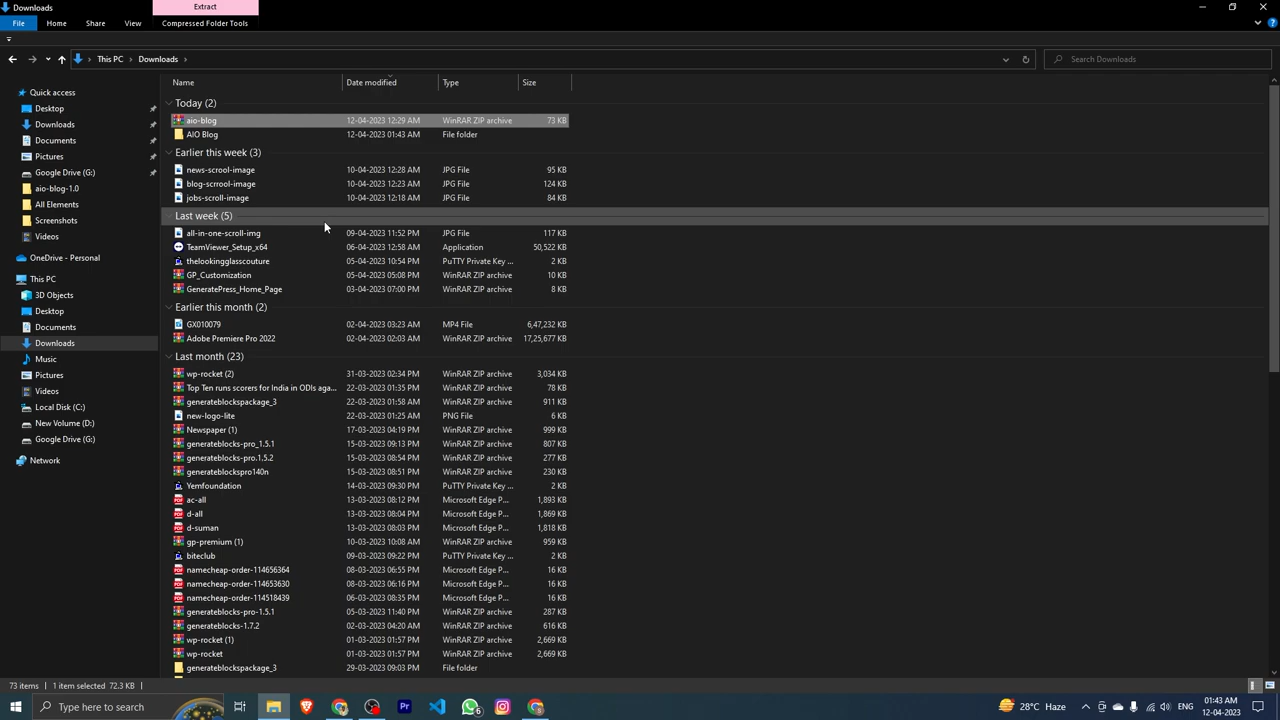 Downloads
Extract
File Home Share View Compressed Folder Tools
This PC Downloads
Search Downloads
Name Date modified Type Size
Quick access
Desktop
Downloads
Documents
Pictures
Google Drive (G:)
aio-blog-1.0
All Elements
Screenshots
Videos
OneDrive - Personal
This PC
3D Objects
Desktop
Documents
Downloads
Music
Pictures
Videos
Local Disk (C:)
New Volume (D:)
Google Drive (G:)
Network
Today (2)
aio-blog 12-04-2023 12:29 AM WinRAR ZIP archive 73 KB
AIO Blog 12-04-2023 01:43 AM File folder
Earlier this week (3)
news-scrool-image 10-04-2023 12:28 AM JPG File 95 KB
blog-scrrool-image 10-04-2023 12:23 AM JPG File 124 KB
jobs-scroll-image 10-04-2023 12:18 AM JPG File 84 KB
Last week (5)
all-in-one-scroll-img 09-04-2023 11:52 PM JPG File 117 KB
TeamViewer_Setup_x64 06-04-2023 12:58 AM Application 50,522 KB
thelookingglasscouture 05-04-2023 10:54 PM PuTTY Private Key ... 2 KB
GP_Customization 05-04-2023 05:08 PM WinRAR ZIP archive 10 KB
GeneratePress_Home_Page 03-04-2023 07:00 PM WinRAR ZIP archive 8 KB
Earlier this month (2)
GX010079 02-04-2023 03:23 AM MP4 File 6,47,232 KB
Adobe Premiere Pro 2022 02-04-2023 02:03 AM WinRAR ZIP archive 17,25,677 KB
Last month (23)
wp-rocket (2) 31-03-2023 02:34 PM WinRAR ZIP archive 3,034 KB
Top Ten runs scorers for India in ODIs aga... 22-03-2023 01:35 PM WinRAR ZIP archive 78 KB
generateblockspackage_3 22-03-2023 01:58 AM WinRAR ZIP archive 911 KB
new-logo-lite 22-03-2023 01:25 AM PNG File 6 KB
Newspaper (1) 17-03-2023 04:19 PM WinRAR ZIP archive 999 KB
generateblocks-pro_1.5.1 15-03-2023 09:13 PM WinRAR ZIP archive 807 KB
generateblocks-pro.1.5.2 15-03-2023 08:54 PM WinRAR ZIP archive 277 KB
generateblockspro140n 15-03-2023 08:51 PM WinRAR ZIP archive 230 KB
Yemfoundation 14-03-2023 09:30 PM PuTTY Private Key ... 2 KB
ac-all 13-03-2023 08:12 PM Microsoft Edge P... 1,893 KB
d-all 13-03-2023 08:04 PM Microsoft Edge P... 1,869 KB
d-suman 13-03-2023 08:03 PM Microsoft Edge P... 1,818 KB
gp-premium (1) 10-03-2023 10:08 AM WinRAR ZIP archive 959 KB
biteclub 09-03-2023 09:22 PM PuTTY Private Key ... 2 KB
namecheap-order-114656364 08-03-2023 06:55 PM Microsoft Edge P... 16 KB
namecheap-order-114653630 08-03-2023 06:16 PM Microsoft Edge P... 16 KB
namecheap-order-114518439 06-03-2023 08:35 PM Microsoft Edge P... 16 KB
generateblocks-pro-1.5.1 05-03-2023 11:40 PM WinRAR ZIP archive 287 KB
generateblocks-1.7.2 02-03-2023 04:20 AM WinRAR ZIP archive 616 KB
wp-rocket (1) 01-03-2023 01:57 PM WinRAR ZIP archive 2,669 KB
wp-rocket 01-03-2023 01:57 PM WinRAR ZIP archive 2,669 KB
generateblockspackage_3 29-03-2023 09:03 PM File folder
73 items 1 item selected 72.3 KB
Type here to search
Pr
6
28°C Haze
ENG
01:43 AM
12-04-2023